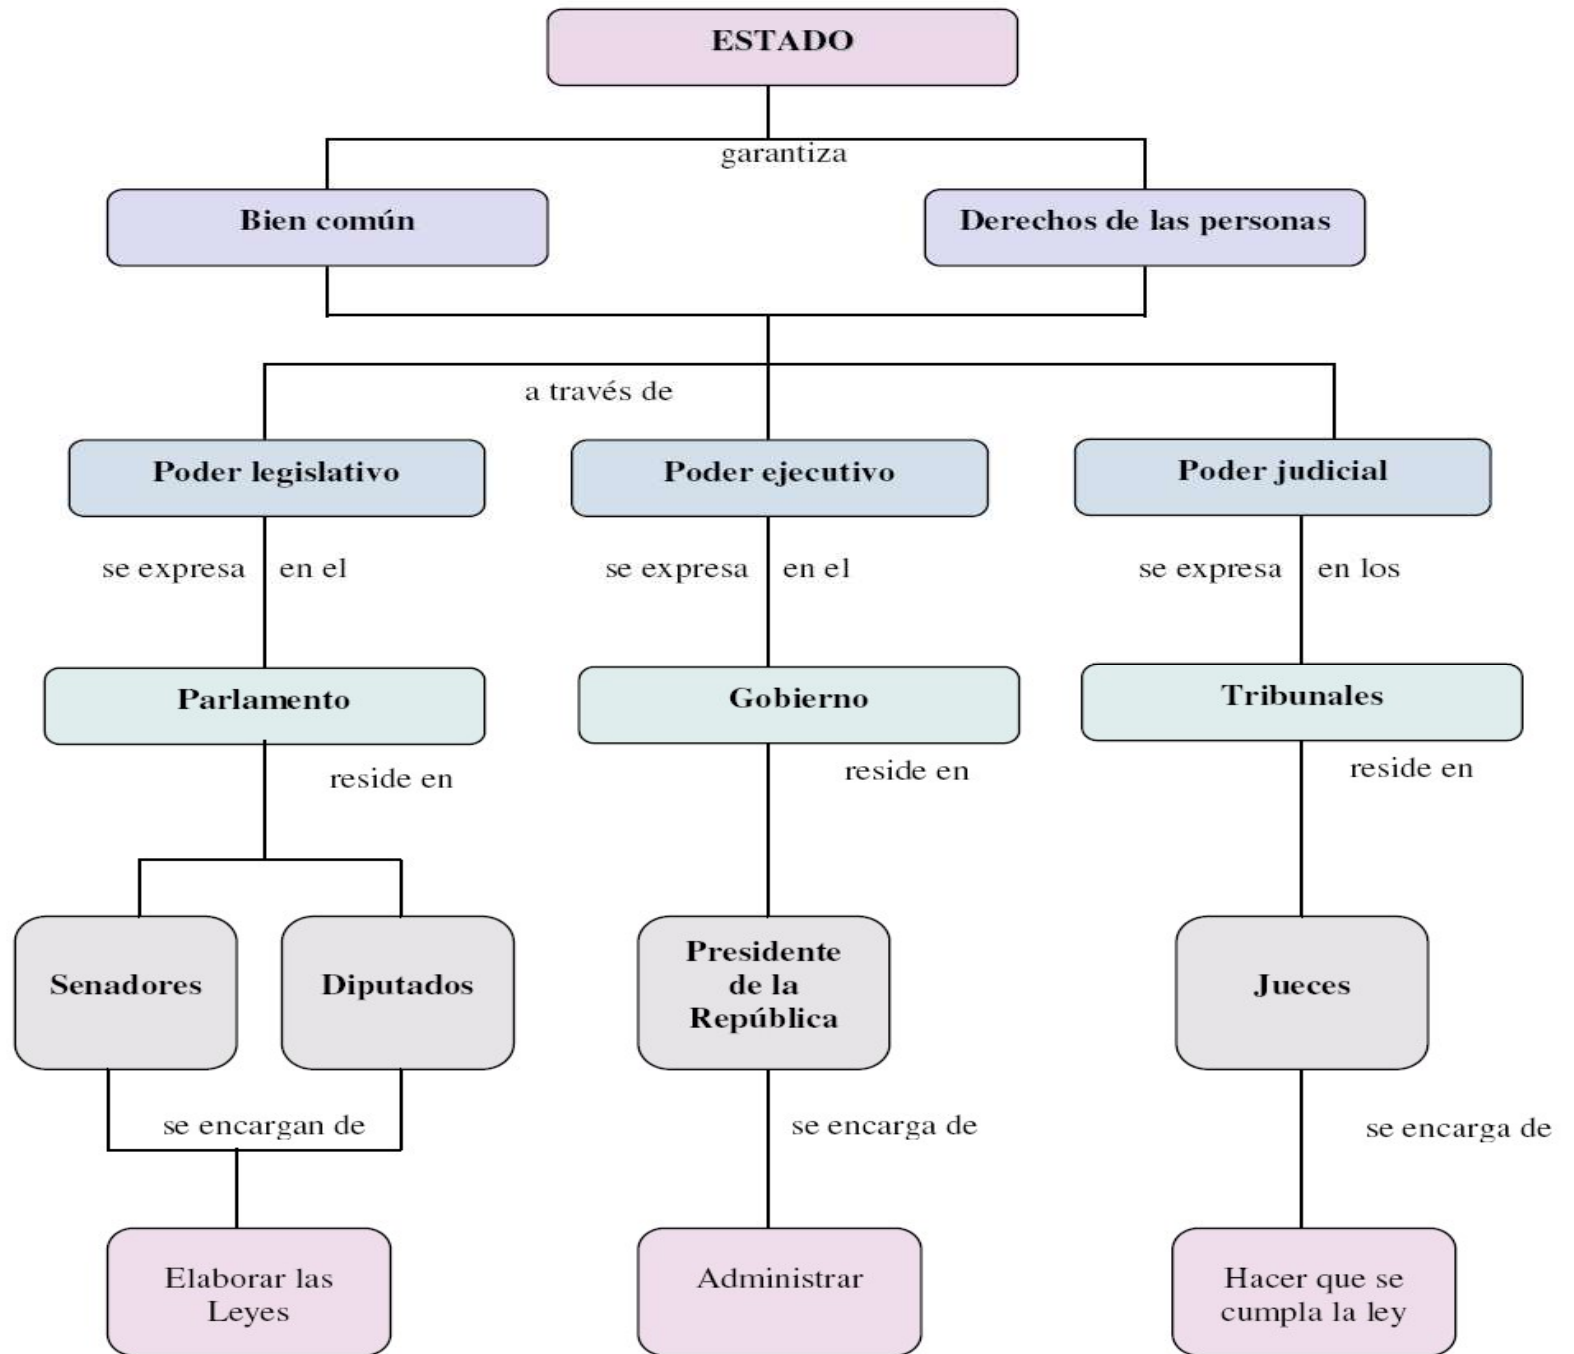 ESTADO
garantiza
Bien común
Derechos de las personas
a través de
Poder legislativo
Poder ejecutivo
Poder judicial
se expresa en el
se expresa en el
se expresa en los
Parlamento
Gobierno
Tribunales
reside en
reside en
reside en
Senadores
Diputados
Presidente
de la
República
Jueces
se encargan de
se encarga de
se encarga de
Elaborar las
Leyes
Administrar
Hacer que se
cumpla la ley